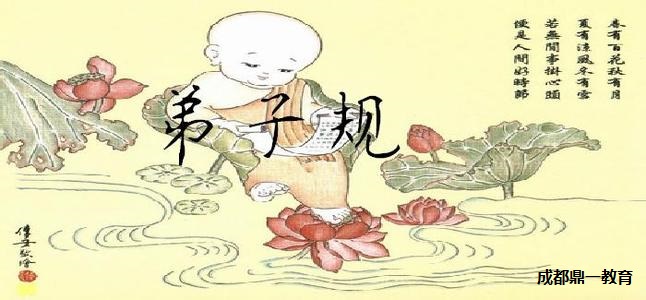 春有百花秋有月
夏有涼風冬有雪
若無閒事掛心頭
便是人間好時節
弟子规
成都鼎一教育